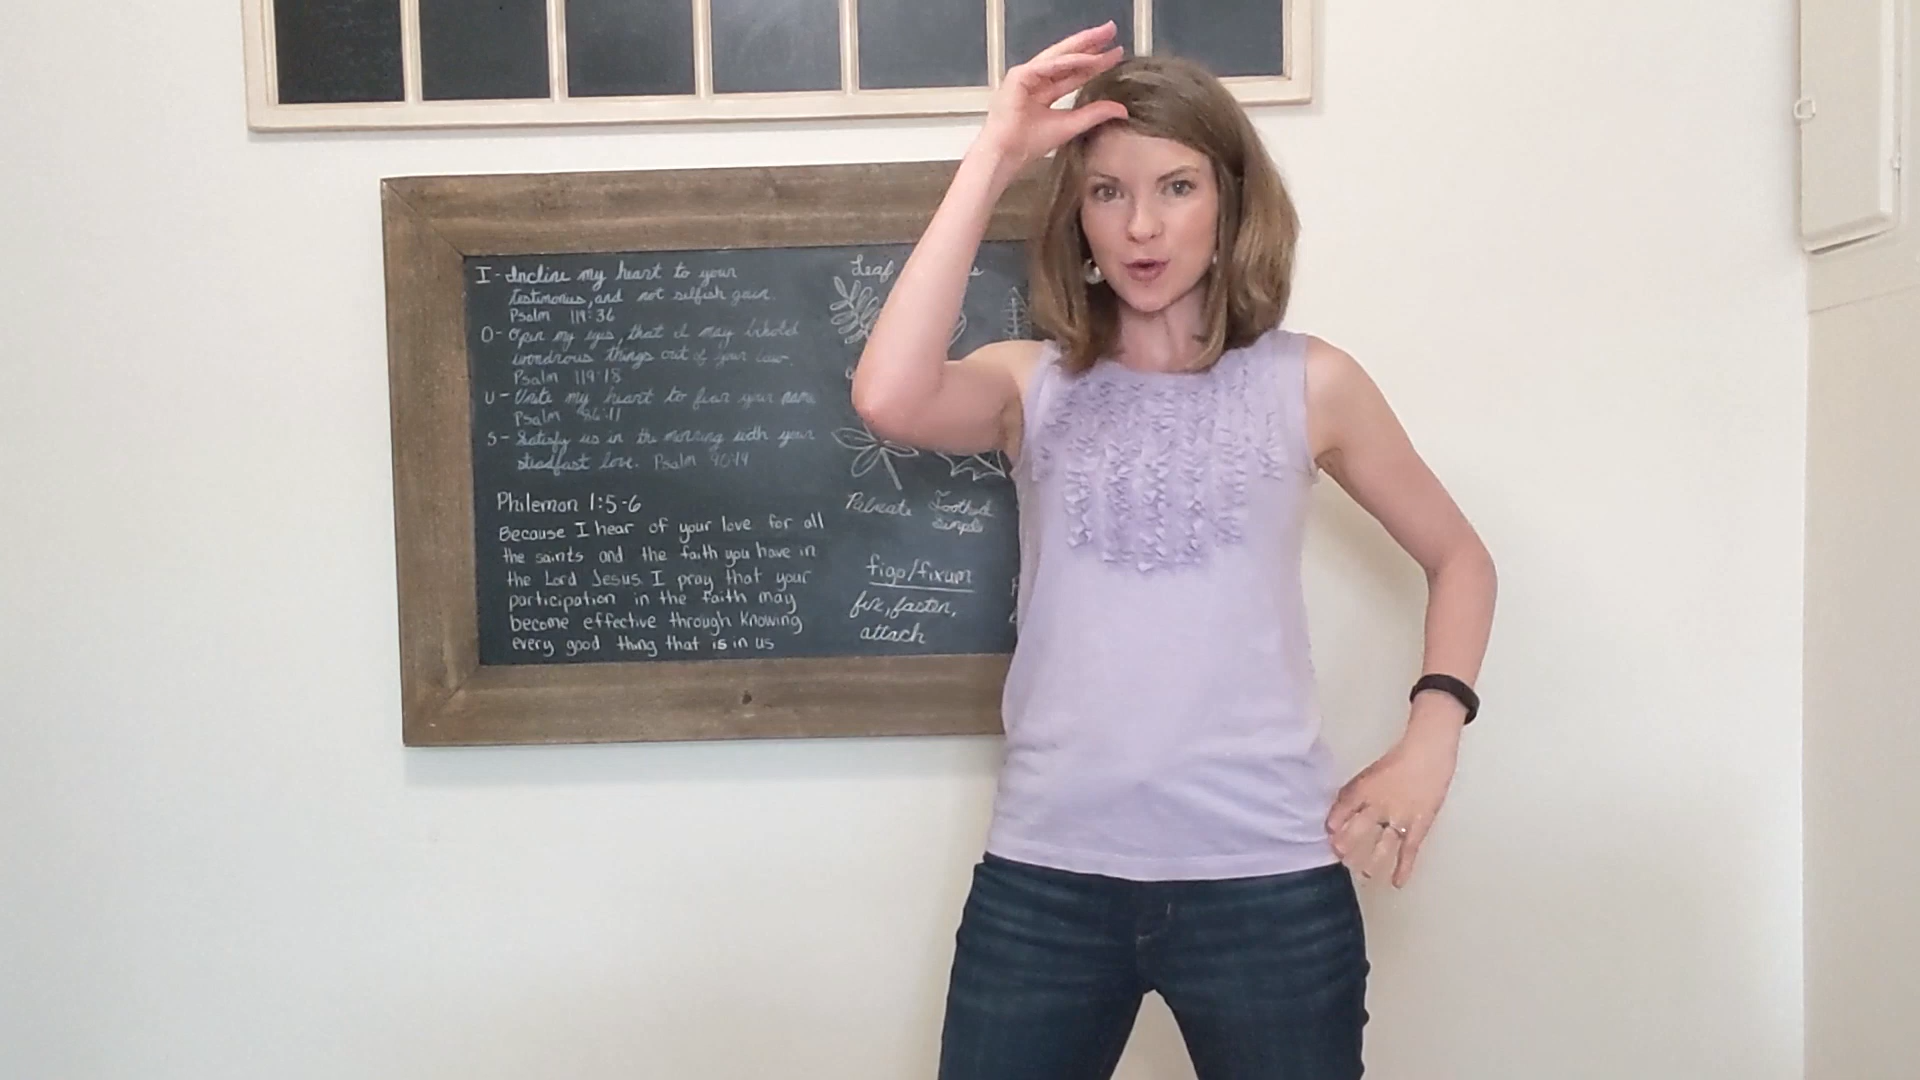 I - Incline my heart to your
testimonies, and not selfish gain.
Psalm 119:36
O - Open my eyes, that I may behold
wondrous things out of your law.
Psalm 119:18
U - Unite my heart to fear your name
Psalm 86:11
S - Satisfy us in the morning with your
steadfast love. Psalm 90:14
Philemon 1:5-6
Because I hear of your love for all
the saints and the faith you have in
the Lord Jesus I pray that your
participation in the faith may
become effective through knowing
every good thing that is in us
Leaf
Palmate Toothed
Simple
figo/fixum
fix, fasten,
attach